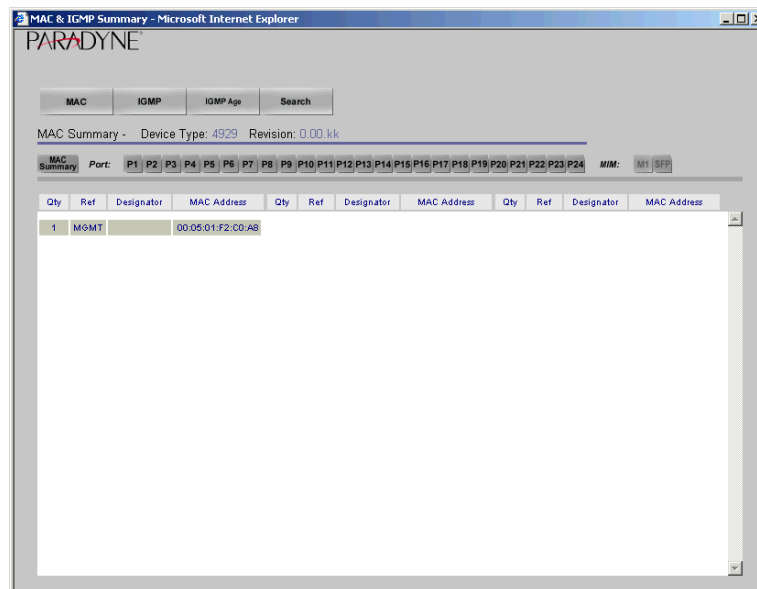 MAC & IGMP Summary - Microsoft Internet Explorer
PARADYNE®
MAC IGMP IGMP Age Search
MAC Summary - Device Type: 4929 Revision: 0.00.kk
MAC Summary Port: P1 P2 P3 P4 P5 P6 P7 P8 P9 P10 P11 P12 P13 P14 P15 P16 P17 P18 P19 P20 P21 P22 P23 P24 MIM: M1 SFP
Qty Ref Designator MAC Address Qty Ref Designator MAC Address Qty Ref Designator MAC Address
1 MGMT 00:05:01:F2:C0:A8